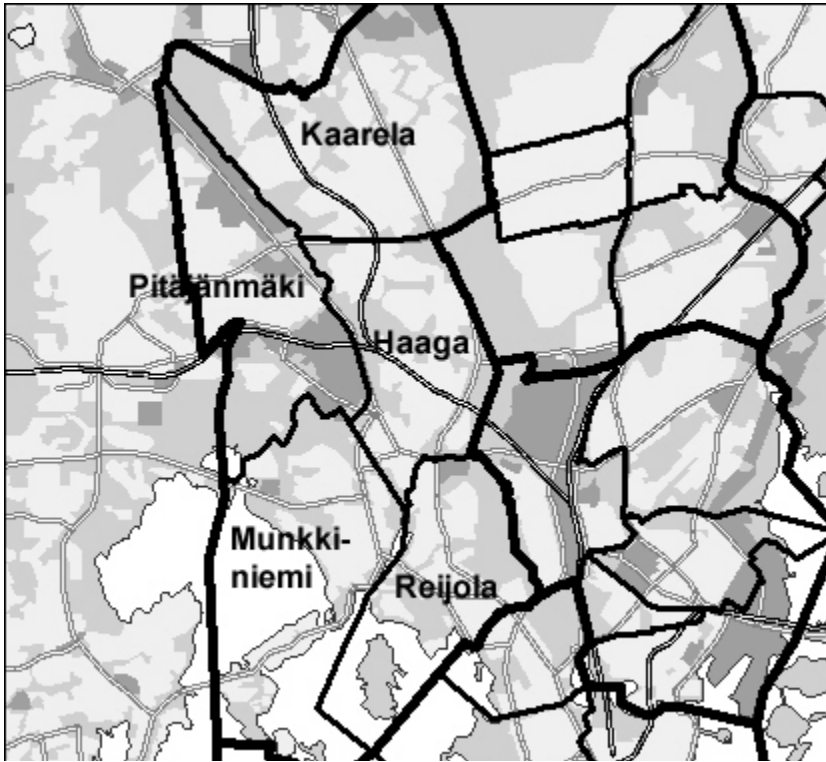 Kaarela
Pitäjänmäki
Haaga
Munkki-
niemi
Reijola